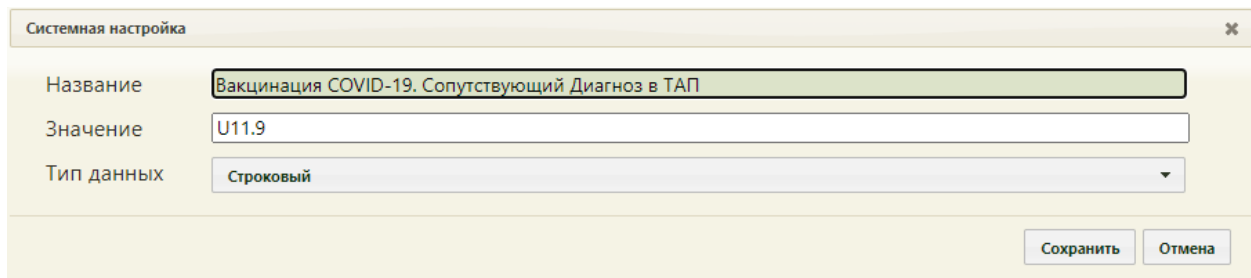 Системная настройка
Название Вакцинация COVID-19. Сопутствующий Диагноз в ТАП
Значение U11.9
Тип данных Строковый
Сохранить Отмена